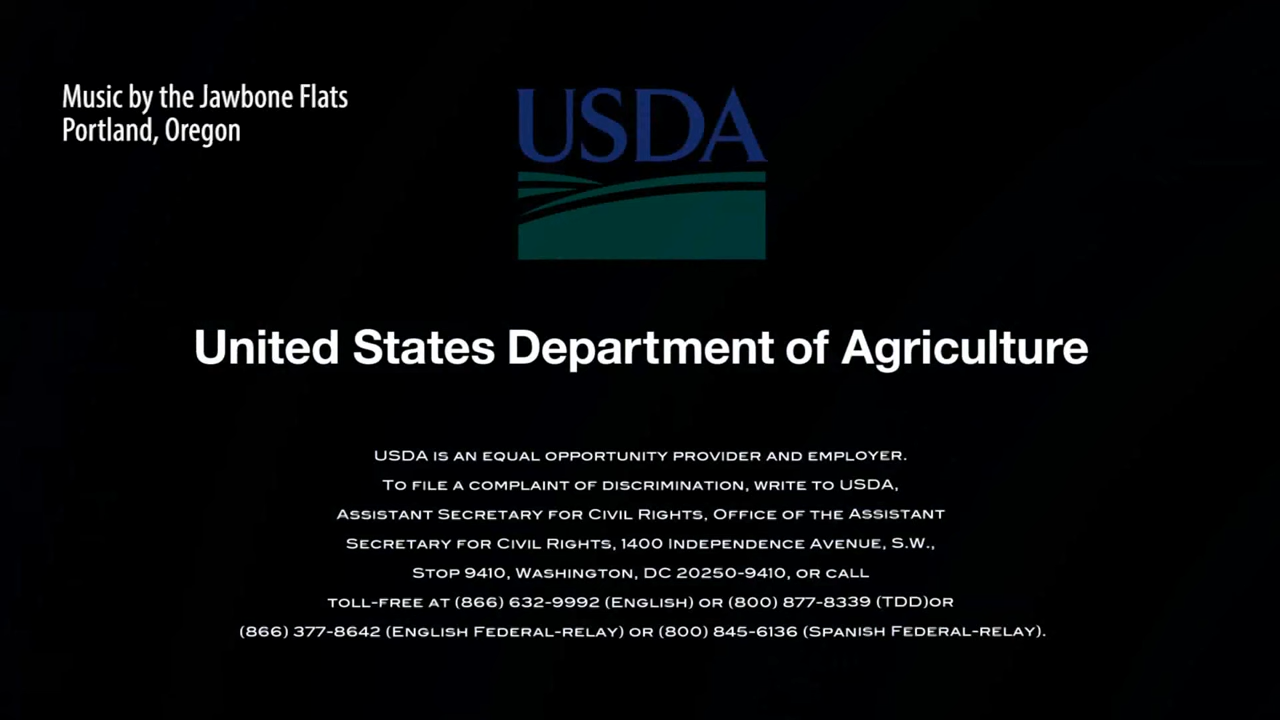 Music by the Jawbone Flats
Portland, Oregon
USDA
United States Department of Agriculture
USDA IS AN EQUAL OPPORTUNITY PROVIDER AND EMPLOYER.
TO FILE A COMPLAINT OF DISCRIMINATION, WRITE TO USDA,
ASSISTANT SECRETARY FOR CIVIL RIGHTS, OFFICE OF THE ASSISTANT
SECRETARY FOR CIVIL RIGHTS, 1400 INDEPENDENCE AVENUE, S.W.,
STOP 9410, WASHINGTON, DC 20250-9410, OR CALL
TOLL-FREE AT (866) 632-9992 (ENGLISH) OR (800) 877-8339 (TDD)OR
(866) 377-8642 (ENGLISH FEDERAL-RELAY) OR (800) 845-6136 (SPANISH FEDERAL-RELAY).